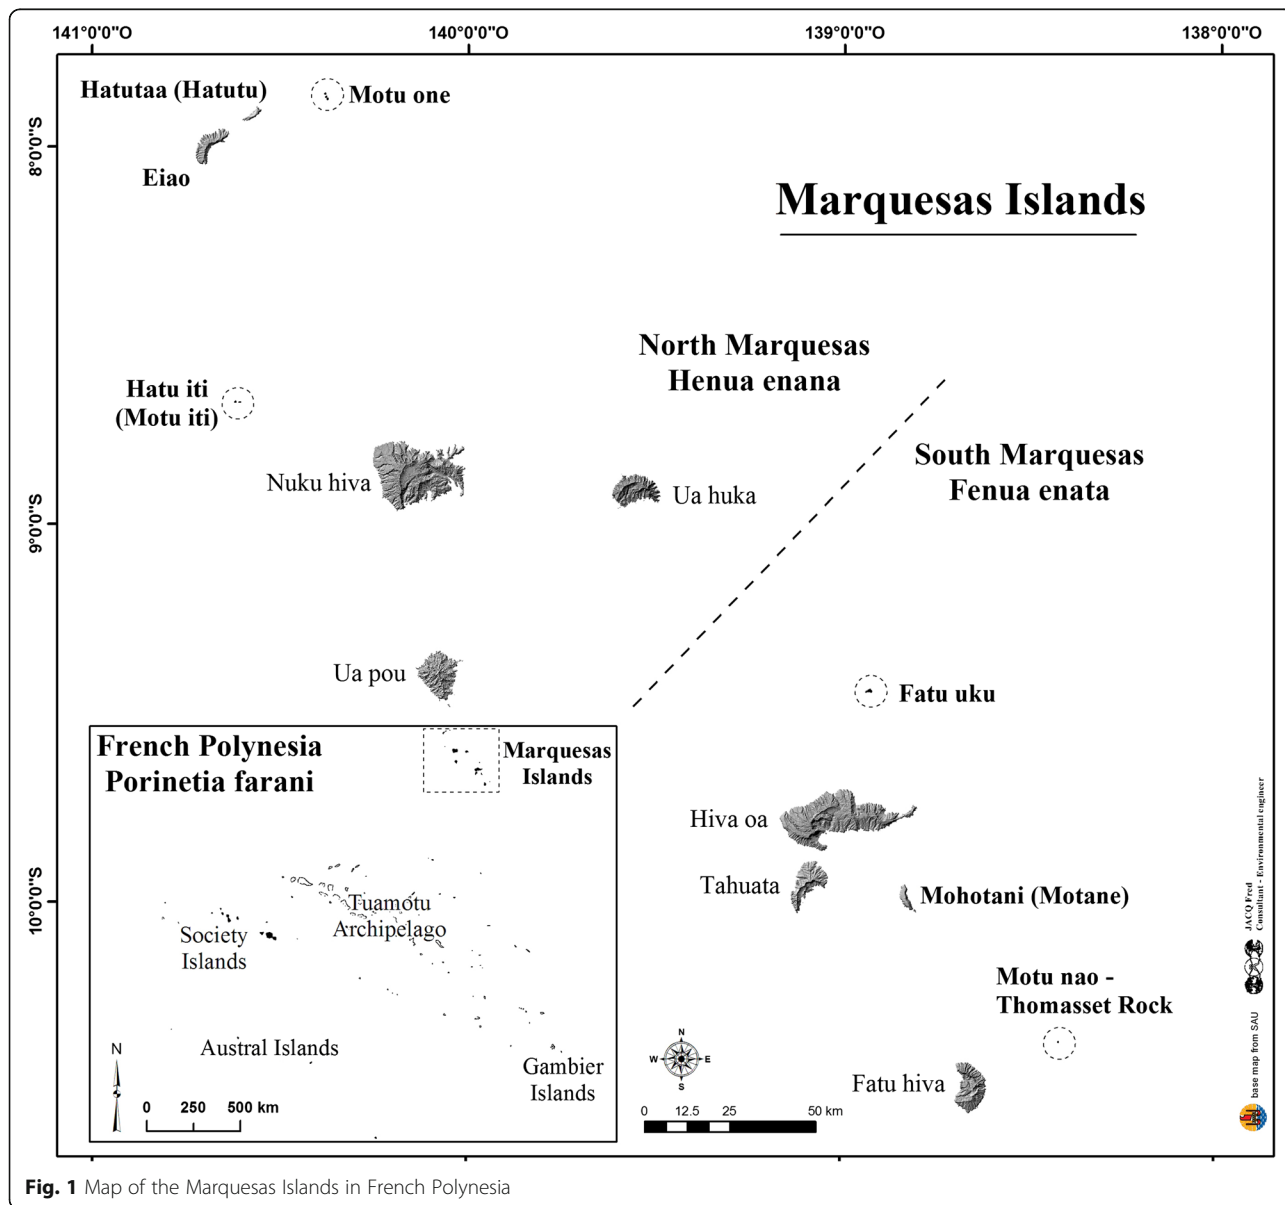 141°0'0"O 140°0'0"O 139°0'0"O 138°0'0"O
Hatutaa (Hatutu)
Motu one
8°0'0"S
Eiao
Marquesas Islands
North Marquesas
Henua enana
Hatu iti
(Motu iti)
South Marquesas
Fenua enata
Nuku hiva
Ua huka
9°0'0"S
Ua pou
Fatu uku
French Polynesia
Porinetia farani
Marquesas
Islands
Hiva oa
Tahuata
Mohotani (Motane)
10°0'0"S
Tuamotu
Archipelago
Society
Islands
Motu nao -
Thomasset Rock
Austral Islands
Gambier
Islands
Fatu hiva
N
0 250 500 km
N
W E
S
0 12.5 25 50 km
JACQ Fred
Consultant - Environmental engineer
base map from SAU
Fig. 1 Map of the Marquesas Islands in French Polynesia